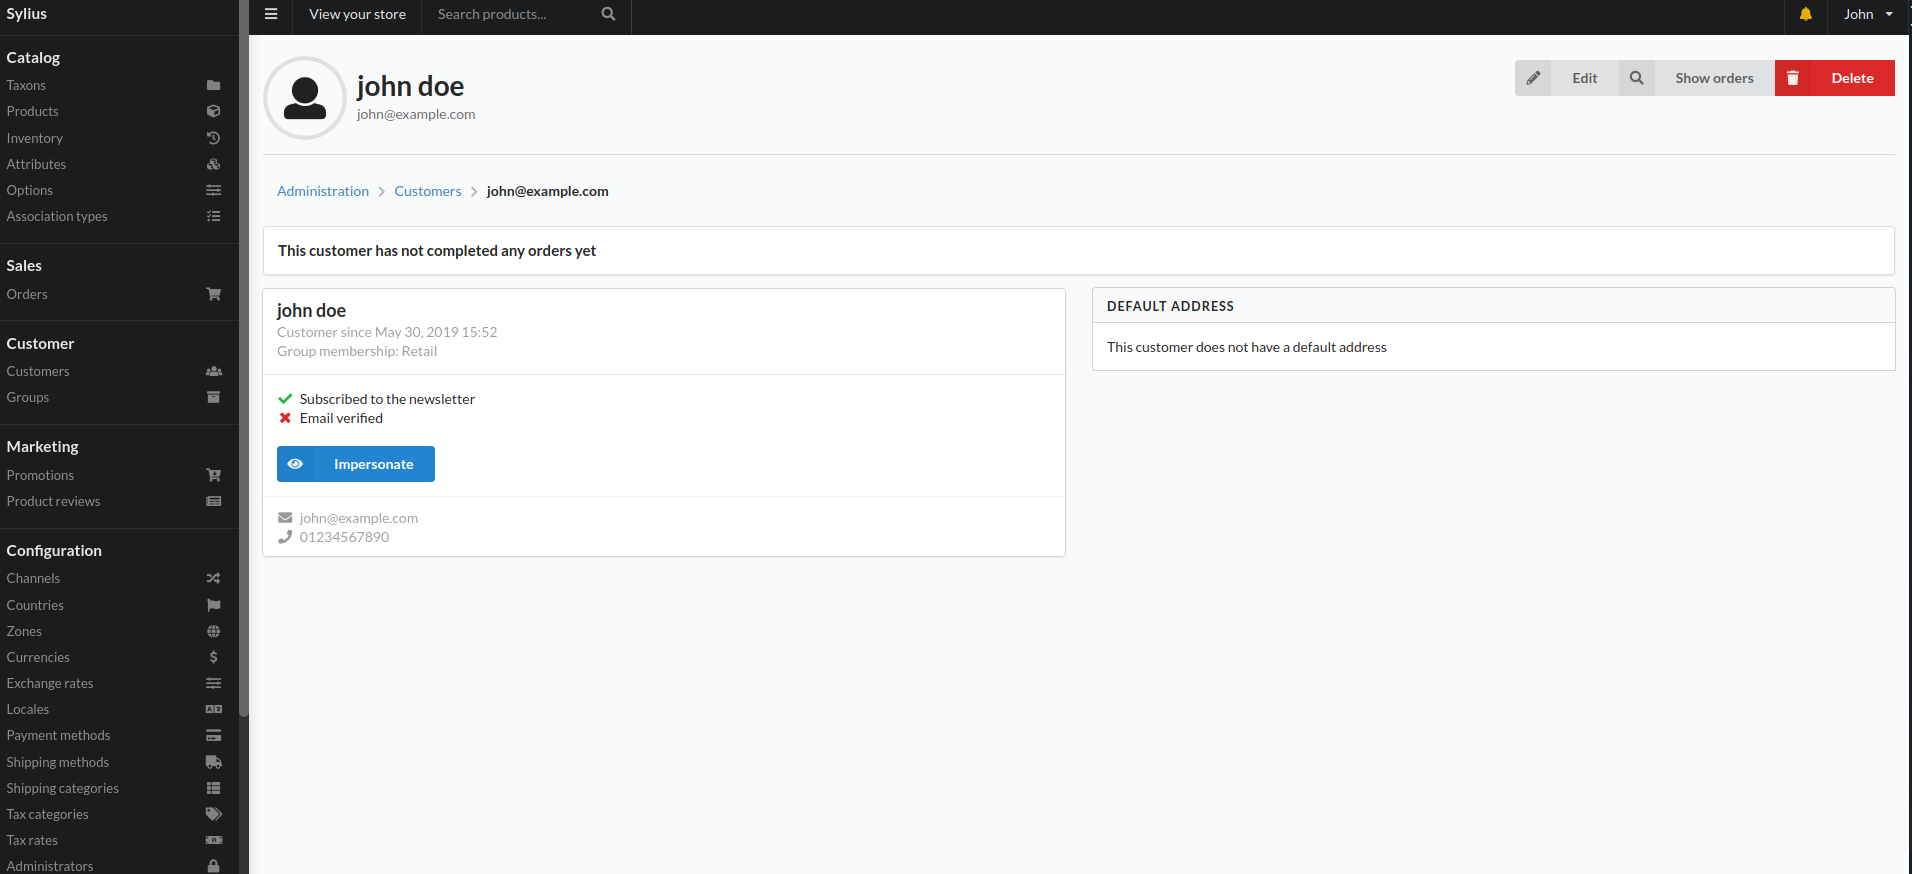 Sylius
View your store
Search products...
John
Catalog
Taxons
Products
Inventory
Attributes
Options
Association types
Sales
Orders
Customer
Customers
Groups
Marketing
Promotions
Product reviews
Configuration
Channels
Countries
Zones
Currencies
Exchange rates
Locales
Payment methods
Shipping methods
Shipping categories
Tax categories
Tax rates
Administrators
john doe
john@example.com
Edit
Show orders
Delete
Administration > Customers > john@example.com
This customer has not completed any orders yet
john doe
Customer since May 30, 2019 15:52
Group membership: Retail
Subscribed to the newsletter
Email verified
Impersonate
john@example.com
01234567890
DEFAULT ADDRESS
This customer does not have a default address